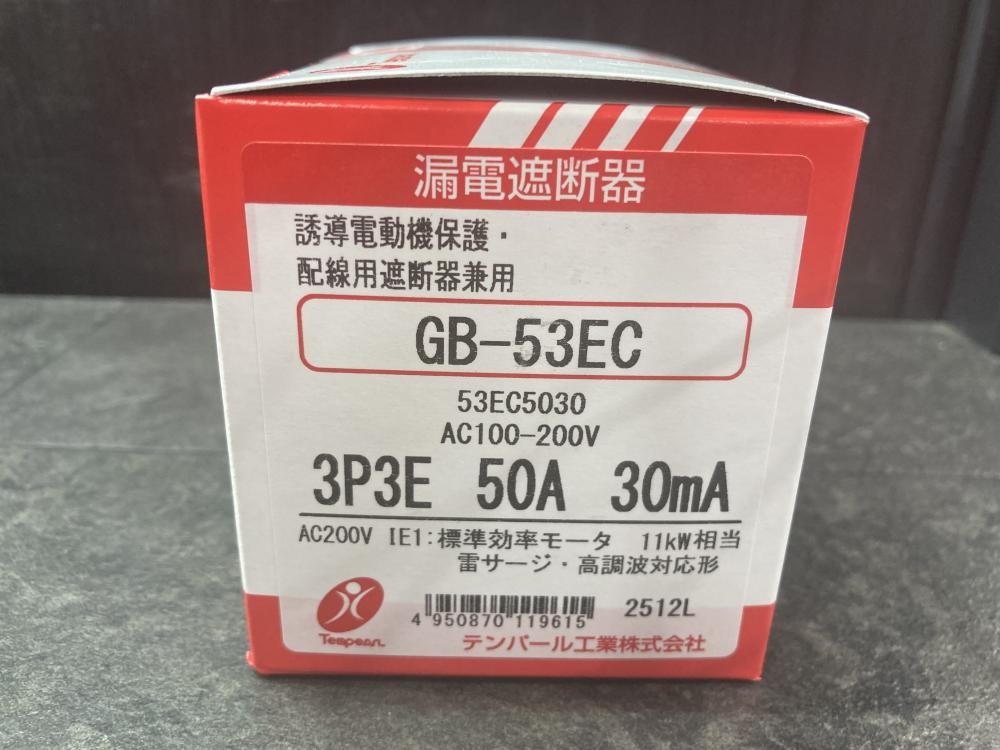 漏電遮断器
誘導電動機保護・
配線用遮断器兼用
GB-53EC
53EC5030
AC100-200V
3P3E 50A 30mA
AC200V IE1:標準効率モータ 11kW相当
雷サージ・高調波対応形
4 950870 119615
2512L
Tempearl
テンパール工業株式会社